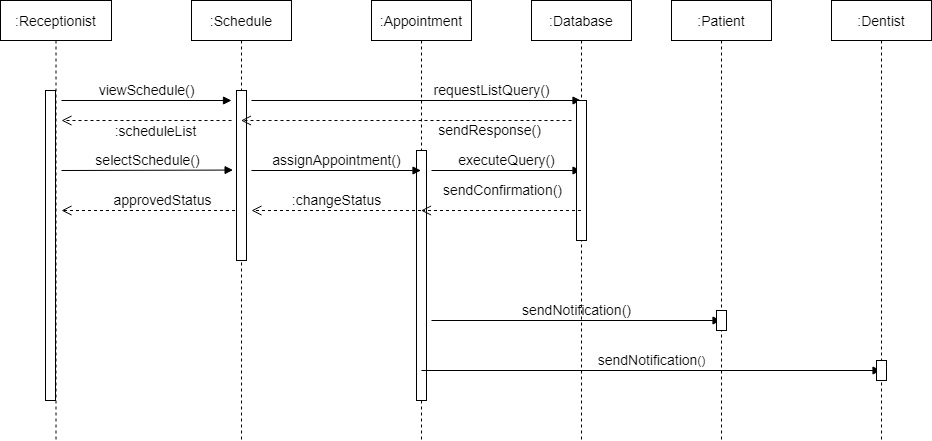 :Receptionist
:Schedule
:Appointment
:Database
:Patient
:Dentist
viewSchedule()
requestListQuery()
:scheduleList
sendResponse()
selectSchedule()
assignAppointment()
executeQuery()
sendConfirmation()
approvedStatus
:changeStatus
sendNotification()
sendNotification()